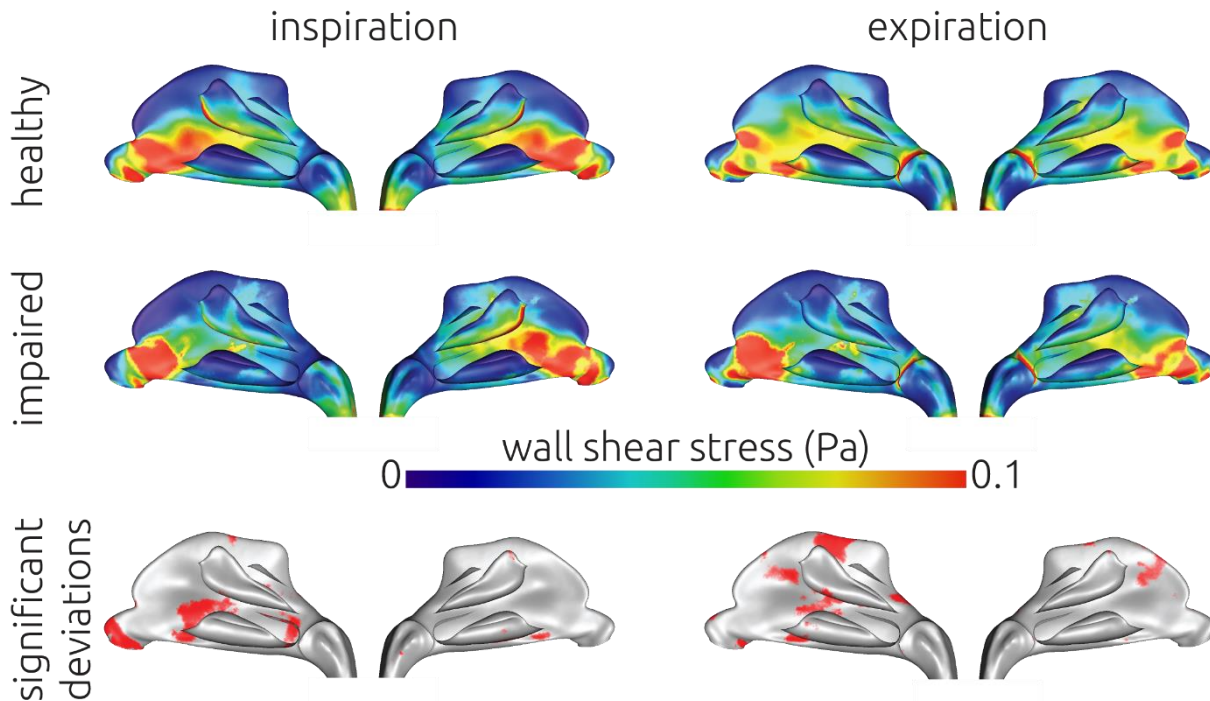 inspiration
expiration
healthy
impaired
wall shear stress (Pa)
0
0.1
significant
deviations